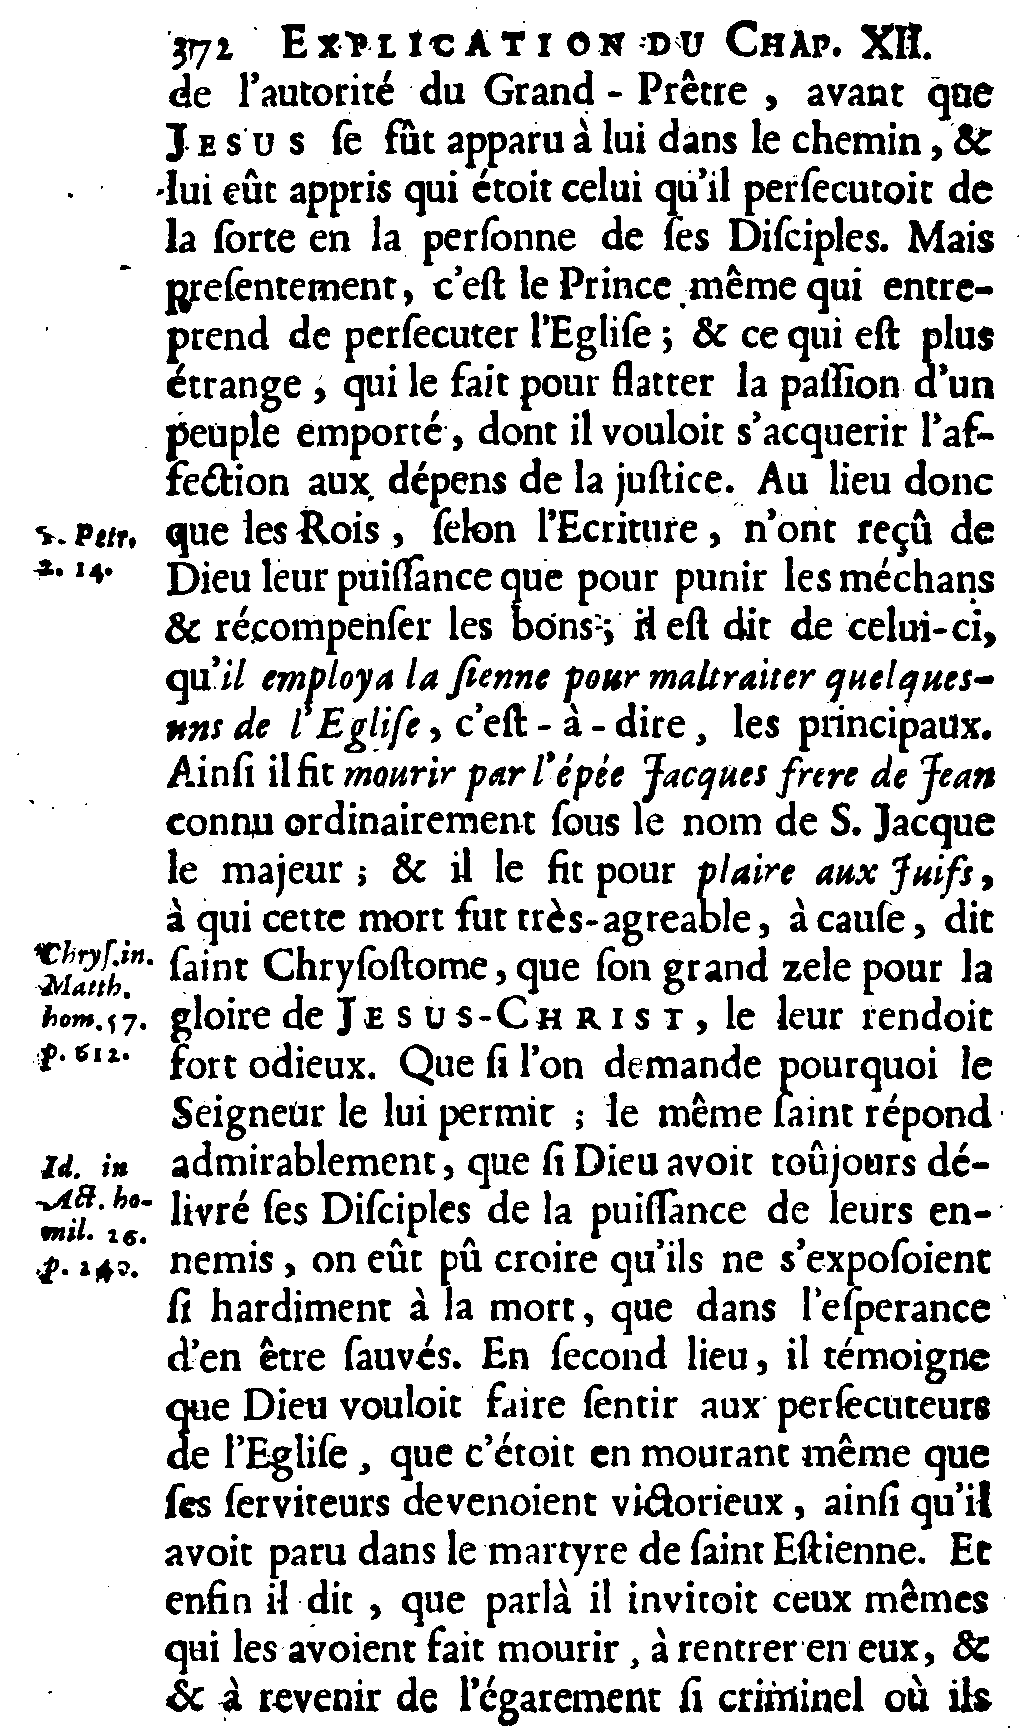 372 EXPLICATION DU CHAP. XII.
de l'autorité du Grand-Prêtre, avant que
JESUS ſe fût apparu à lui dans le chemin, &
lui eût appris qui étoit celui qu'il perſecutoit de
la ſorte en la perſonne de ſes Diſciples. Mais
preſentement, c'eſt le Prince même qui entre-
prend de perſecuter l'Egliſe; & ce qui eſt plus
étrange, qui le fait pour flatter la paſſion d'un
peuple emporté, dont il vouloit s'acquerir l'af-
fection aux dépens de la juſtice. Au lieu donc
1. Petr.
2. 14.
que les Rois, ſelon l'Ecriture, n'ont reçû de
Dieu leur puiſſance que pour punir les méchans
& récompenſer les bons; il eſt dit de celui-ci,
qu'il employa la ſienne pour maltraiter quelques-
uns de l'Egliſe, c'eſt-à-dire, les principaux.
Ainſi il fit mourir par l'épée Jacques frere de Jean
connu ordinairement ſous le nom de S. Jacque
le majeur; & il le fit pour plaire aux Juifs,
à qui cette mort fut très-agreable, à cauſe, dit
Chryſ. in.
Matth.
hom. 57.
p. 612.
ſaint Chryſoſtome, que ſon grand zele pour la
gloire de JESUS-CHRIST, le leur rendoit
fort odieux. Que ſi l'on demande pourquoi le
Seigneur le lui permit; le même ſaint répond
Id. in
Act. ho-
mil. 26.
p. 240.
admirablement, que ſi Dieu avoit toûjours dé-
livré ſes Diſciples de la puiſſance de leurs en-
nemis, on eût pû croire qu'ils ne s'expoſoient
ſi hardiment à la mort, que dans l'eſperance
d'en être ſauvés. En ſecond lieu, il témoigne
que Dieu vouloit faire ſentir aux perſecuteurs
de l'Egliſe, que c'étoit en mourant même que
ſes ſerviteurs devenoient victorieux, ainſi qu'il
avoit paru dans le martyre de ſaint Eſtienne. Et
enfin il dit, que parlà il invitoit ceux mêmes
qui les avoient fait mourir, à rentrer en eux, &
& à revenir de l'égarement ſi criminel où ils